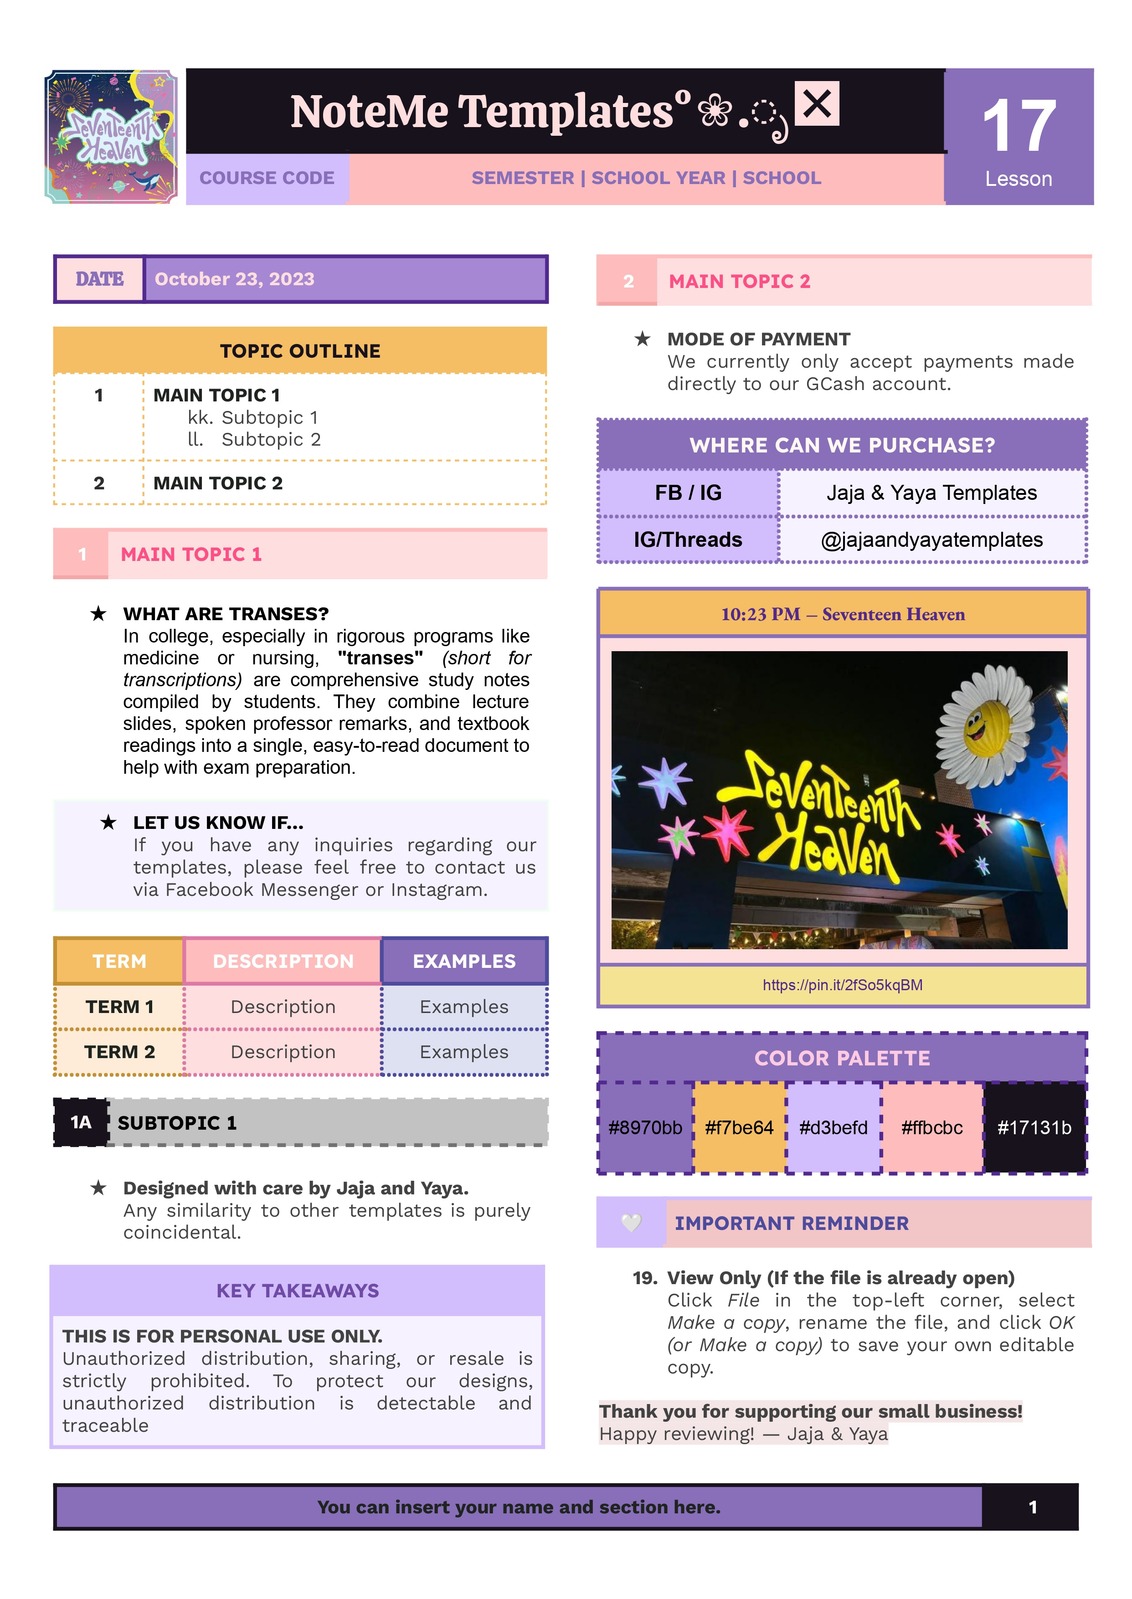 Seventeenth
Heaven
NoteMe Templates°❀.ೃ
COURSE CODE
SEMESTER | SCHOOL YEAR | SCHOOL
17
Lesson
DATE
October 23, 2023
TOPIC OUTLINE
1 MAIN TOPIC 1
kk. Subtopic 1
ll. Subtopic 2
2 MAIN TOPIC 2
1 MAIN TOPIC 1
★ WHAT ARE TRANSES?
In college, especially in rigorous programs like
medicine or nursing, "transes" (short for
transcriptions) are comprehensive study notes
compiled by students. They combine lecture
slides, spoken professor remarks, and textbook
readings into a single, easy-to-read document to
help with exam preparation.
★ LET US KNOW IF...
If you have any inquiries regarding our
templates, please feel free to contact us
via Facebook Messenger or Instagram.
TERM DESCRIPTION EXAMPLES
TERM 1 Description Examples
TERM 2 Description Examples
1A SUBTOPIC 1
★ Designed with care by Jaja and Yaya.
Any similarity to other templates is purely
coincidental.
KEY TAKEAWAYS
THIS IS FOR PERSONAL USE ONLY.
Unauthorized distribution, sharing, or resale is
strictly prohibited. To protect our designs,
unauthorized distribution is detectable and
traceable
2 MAIN TOPIC 2
★ MODE OF PAYMENT
We currently only accept payments made
directly to our GCash account.
WHERE CAN WE PURCHASE?
FB / IG Jaja & Yaya Templates
IG/Threads @jajaandyayatemplates
10:23 PM – Seventeen Heaven
Seventeenth
Heaven
https://pin.it/2fSo5kqBM
COLOR PALETTE
#8970bb #f7be64 #d3befd #ffbcbc #17131b
🤍 IMPORTANT REMINDER
19. View Only (If the file is already open)
Click File in the top-left corner, select
Make a copy, rename the file, and click OK
(or Make a copy) to save your own editable
copy.
Thank you for supporting our small business!
Happy reviewing! — Jaja & Yaya
You can insert your name and section here.
1